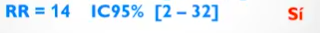 RR = 14 IC95% [2 – 32] Sí